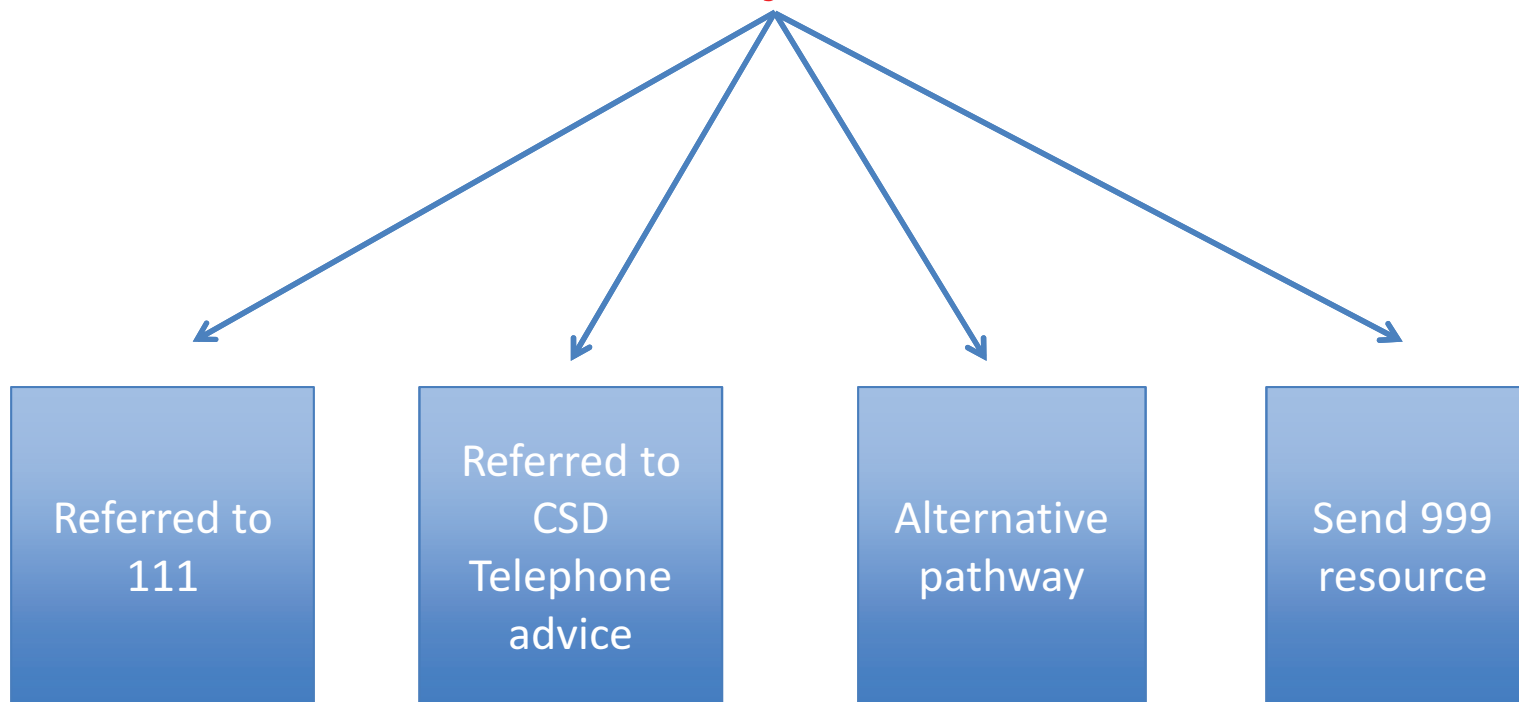 Referred to
111
Referred to
CSD
Telephone
advice
Alternative
pathway
Send 999
resource